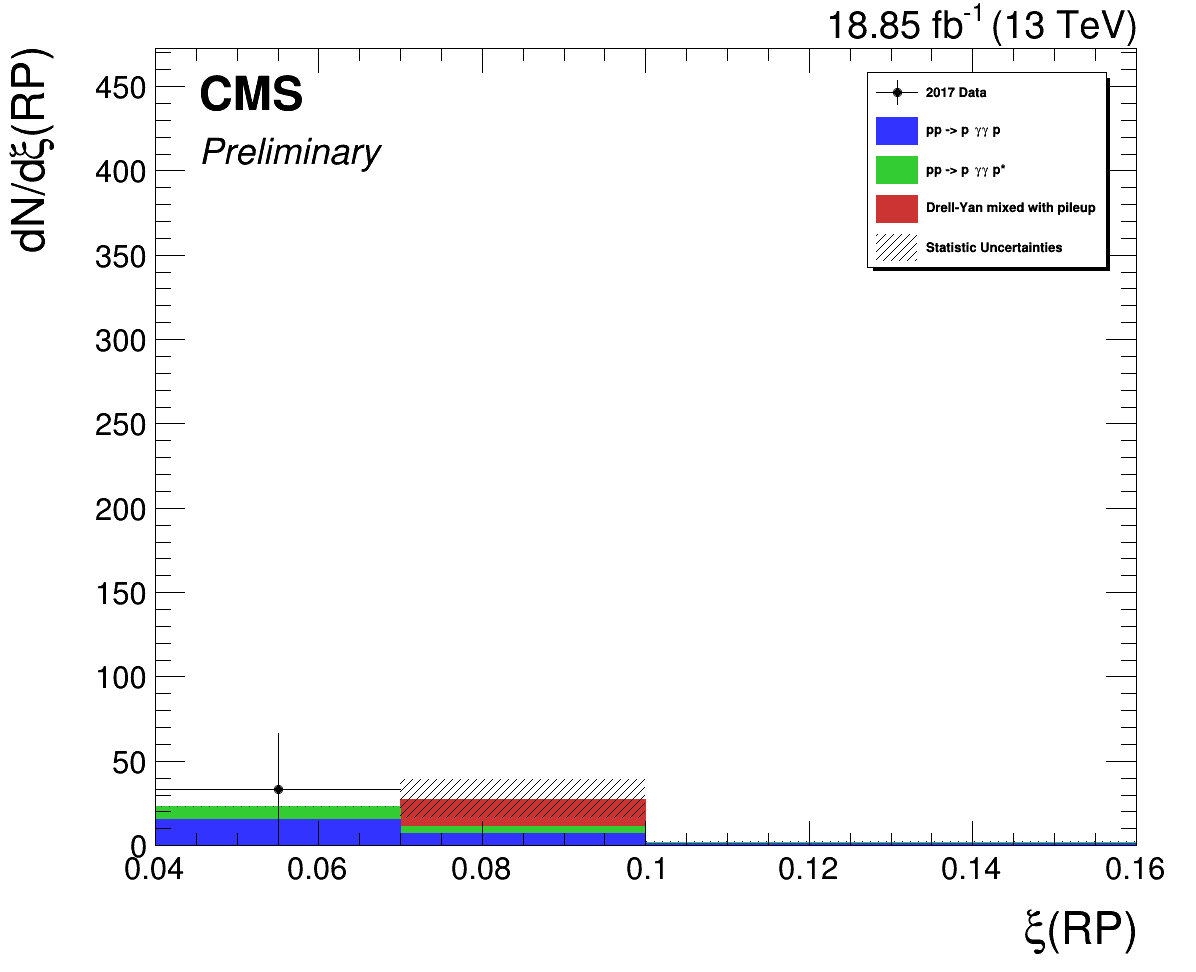 18.85 fb⁻¹ (13 TeV)
dN/dξ(RP)
CMS
Preliminary
2017 Data
pp -> p γγ p
pp -> p γγ p*
Drell-Yan mixed with pileup
Statistic Uncertainties
450
400
350
300
250
200
150
100
50
0
0.04 0.06 0.08 0.1 0.12 0.14 0.16
ξ(RP)